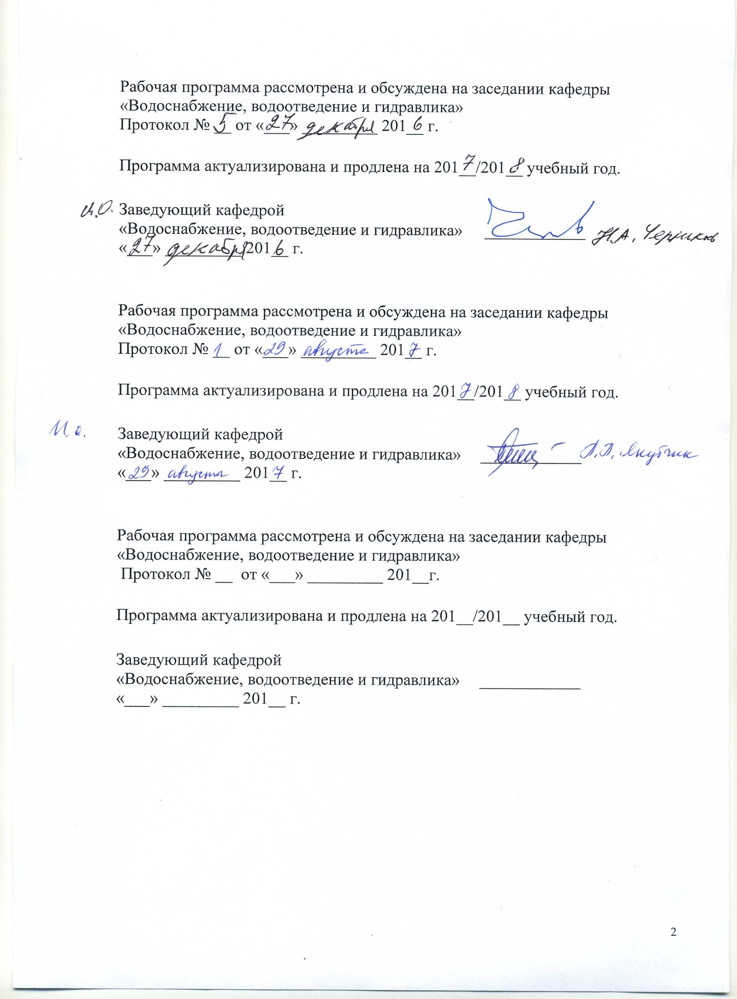 Рабочая программа рассмотрена и обсуждена на заседании кафедры
«Водоснабжение, водоотведение и гидравлика»
Протокол № 5 от «27» декабря 2016 г.
Программа актуализирована и продлена на 2017/2018 учебный год.
И.О. Заведующий кафедрой
«Водоснабжение, водоотведение и гидравлика» Н.А. Черников
«27» декабря 2016 г.
Рабочая программа рассмотрена и обсуждена на заседании кафедры
«Водоснабжение, водоотведение и гидравлика»
Протокол № 1 от «29» августа 2017 г.
Программа актуализирована и продлена на 2017/2018 учебный год.
И.о. Заведующий кафедрой
«Водоснабжение, водоотведение и гидравлика» П.П. Якубчик
«29» августа 2017 г.
Рабочая программа рассмотрена и обсуждена на заседании кафедры
«Водоснабжение, водоотведение и гидравлика»
Протокол № __ от «___» _________ 201__г.
Программа актуализирована и продлена на 201__/201__ учебный год.
Заведующий кафедрой
«Водоснабжение, водоотведение и гидравлика» ____________
«___» _________ 201__ г.
2